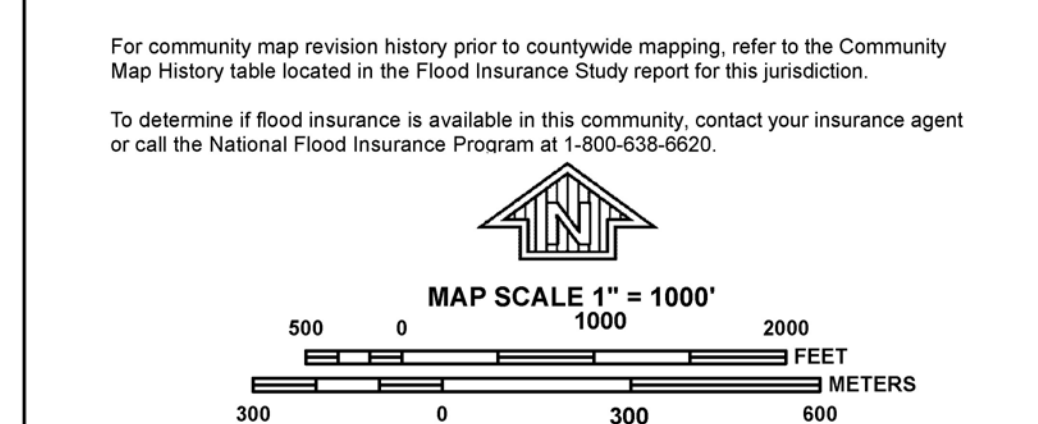 For community map revision history prior to countywide mapping, refer to the Community
Map History table located in the Flood Insurance Study report for this jurisdiction.
To determine if flood insurance is available in this community, contact your insurance agent
or call the National Flood Insurance Program at 1-800-638-6620.
N
MAP SCALE 1" = 1000'
500 0 1000 2000
FEET
METERS
300 0 300 600